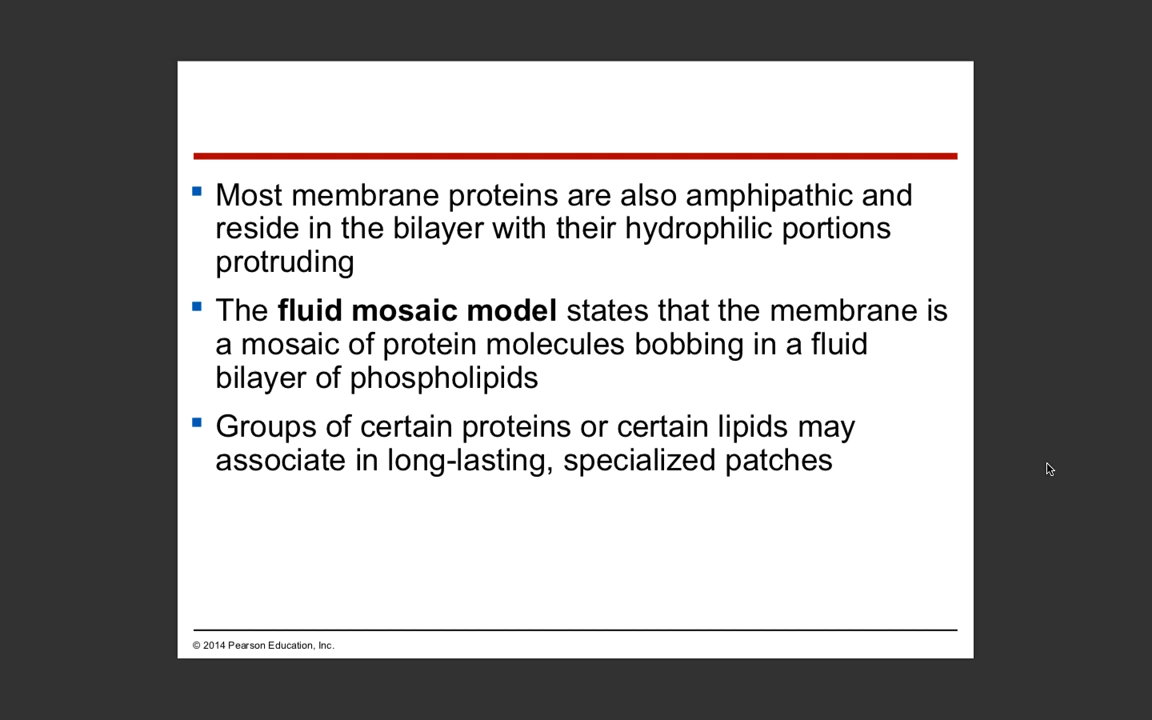 Most membrane proteins are also amphipathic and
reside in the bilayer with their hydrophilic portions
protruding
The fluid mosaic model states that the membrane is
a mosaic of protein molecules bobbing in a fluid
bilayer of phospholipids
Groups of certain proteins or certain lipids may
associate in long-lasting, specialized patches
© 2014 Pearson Education, Inc.